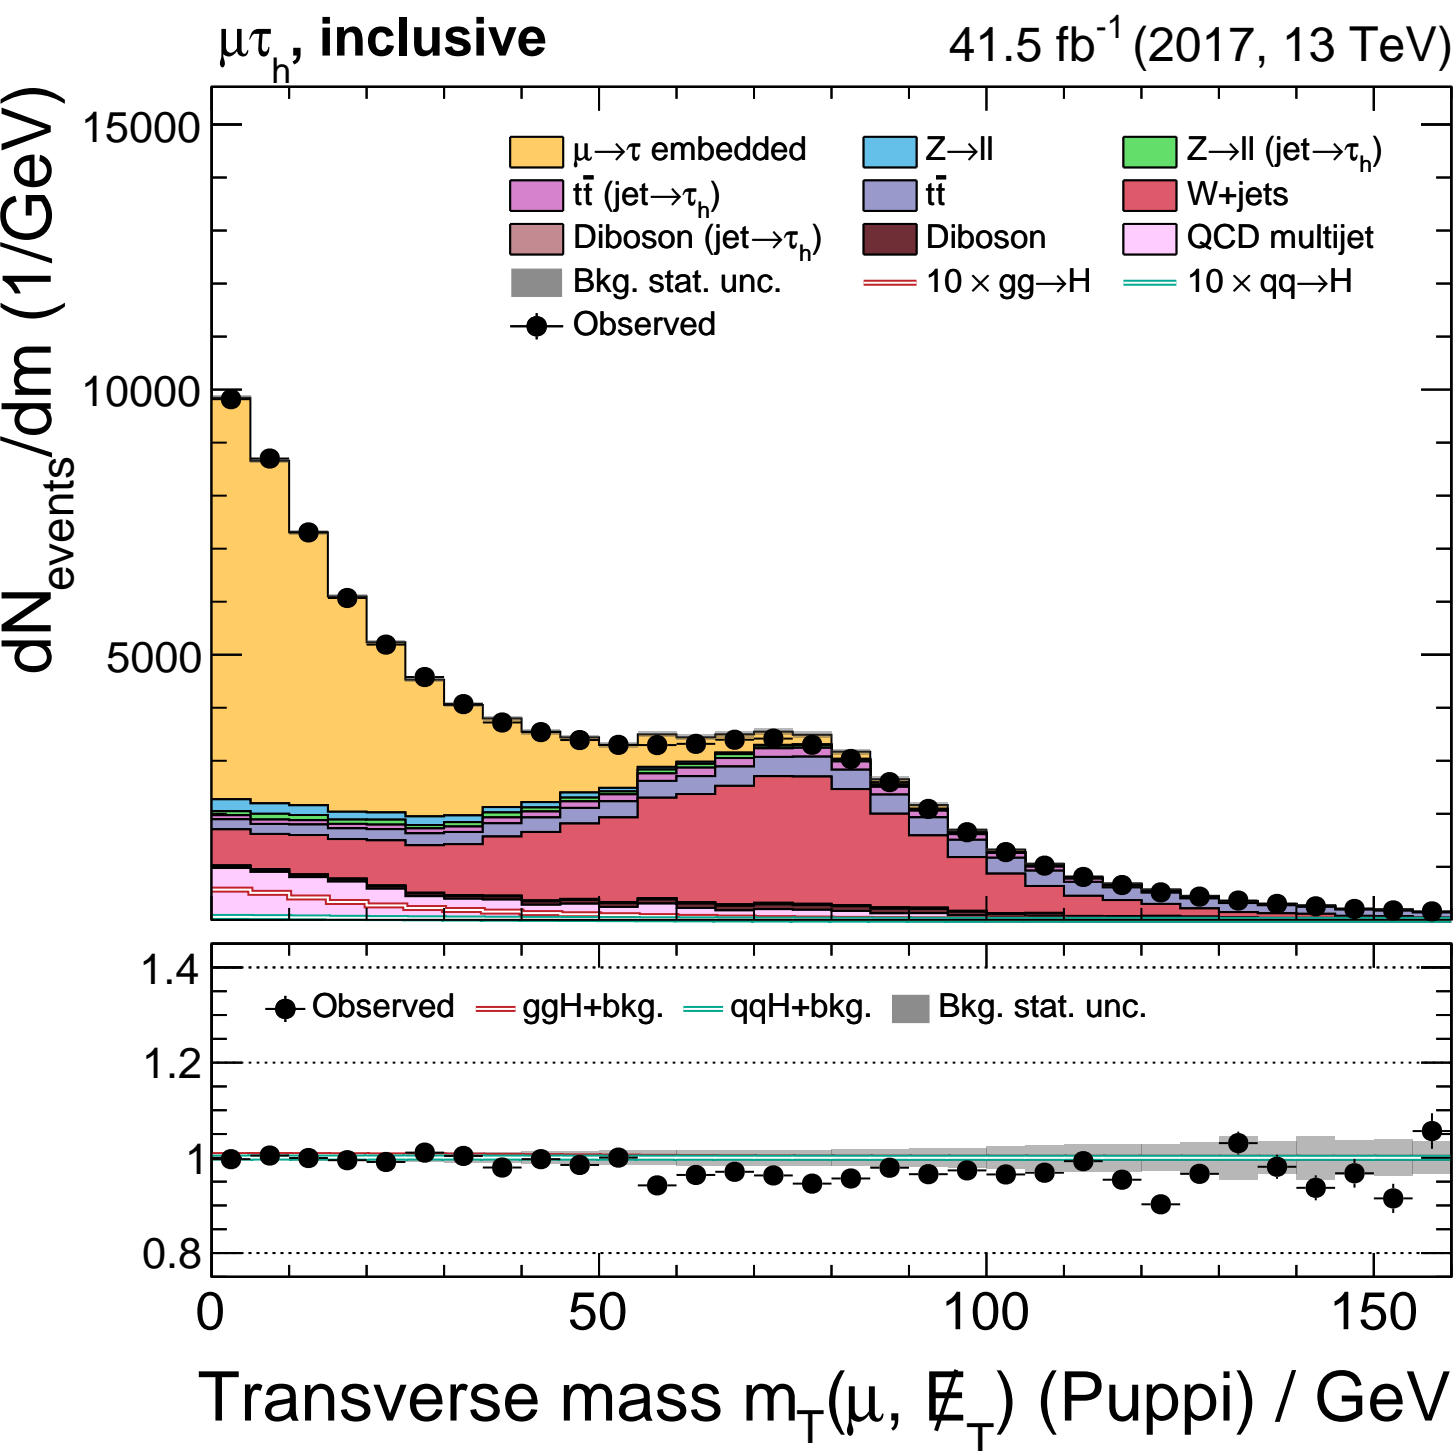 μτh, inclusive 41.5 fb-1 (2017, 13 TeV)
dNevents/dm (1/GeV)
15000
10000
5000
μ→τ embedded Z→ll Z→ll (jet→τh)
tt̄ (jet→τh) tt̄ W+jets
Diboson (jet→τh) Diboson QCD multijet
Bkg. stat. unc. 10 × gg→H 10 × qq→H
Observed
1.4
1.2
1
0.8
Observed ggH+bkg. qqH+bkg. Bkg. stat. unc.
0 50 100 150
Transverse mass mT(μ, E̸T) (Puppi) / GeV